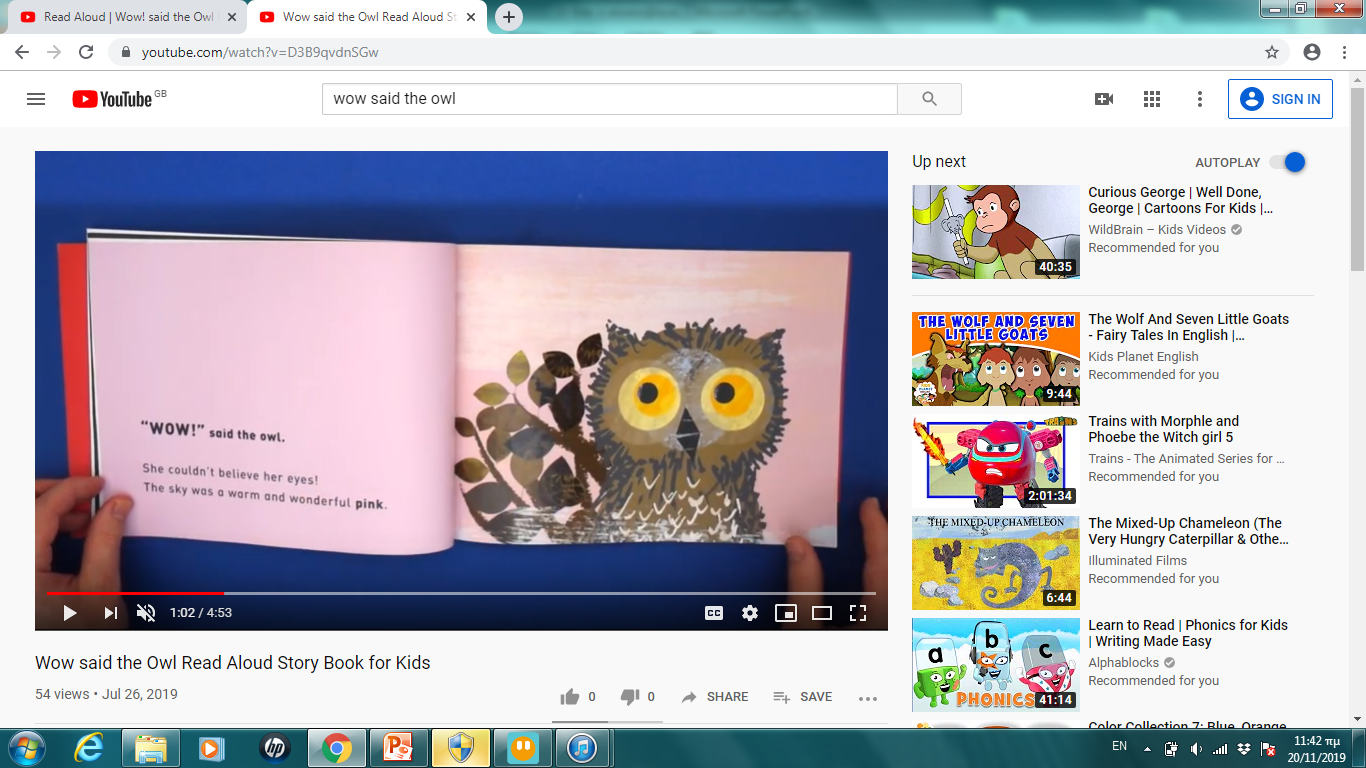 Read Aloud | Wow! said the Owl
Wow said the Owl Read Aloud St
youtube.com/watch?v=D3B9qvdnSGw
YouTube GB
wow said the owl
SIGN IN
"WOW!" said the owl.
She couldn't believe her eyes!
The sky was a warm and wonderful pink.
1:02 / 4:53
CC
Wow said the Owl Read Aloud Story Book for Kids
54 views • Jul 26, 2019
0
0
SHARE
SAVE
Up next
AUTOPLAY
40:35
Curious George | Well Done,
George | Cartoons For Kids |...
WildBrain – Kids Videos
Recommended for you
THE WOLF AND SEVEN
LITTLE GOATS
9:44
The Wolf And Seven Little Goats
- Fairy Tales In English |...
Kids Planet English
Recommended for you
2:01:34
Trains with Morphle and
Phoebe the Witch girl 5
Trains - The Animated Series for ...
Recommended for you
THE MIXED-UP CHAMELEON
6:44
The Mixed-Up Chameleon (The
Very Hungry Caterpillar & Othe...
Illuminated Films
Recommended for you
a
b
c
PHONICS
41:14
Learn to Read | Phonics for Kids
| Writing Made Easy
Alphablocks
Recommended for you
Color Collection 7: Blue, Orange
hp
EN
11:42 πμ
20/11/2019